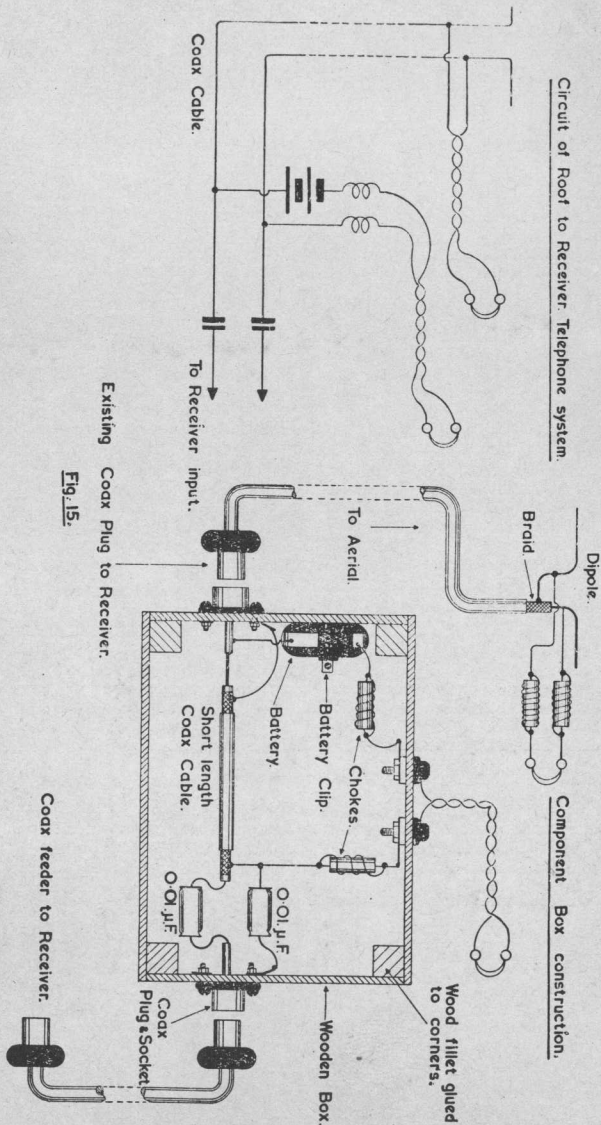 Circuit of Roof to Receiver. Telephone system.
Coax Cable.
To Receiver input.
Existing Coax Plug to Receiver.
Fig. 15.
Component Box construction.
Dipole.
Braid
To Aerial.
Battery.
Battery Clip.
Chokes.
Short length
Coax Cable.
0·01.μ.F
0·01.μ.F
Wood fillet glued
to corners.
Wooden Box.
Coax
Plug & Socket
Coax feeder to Receiver.